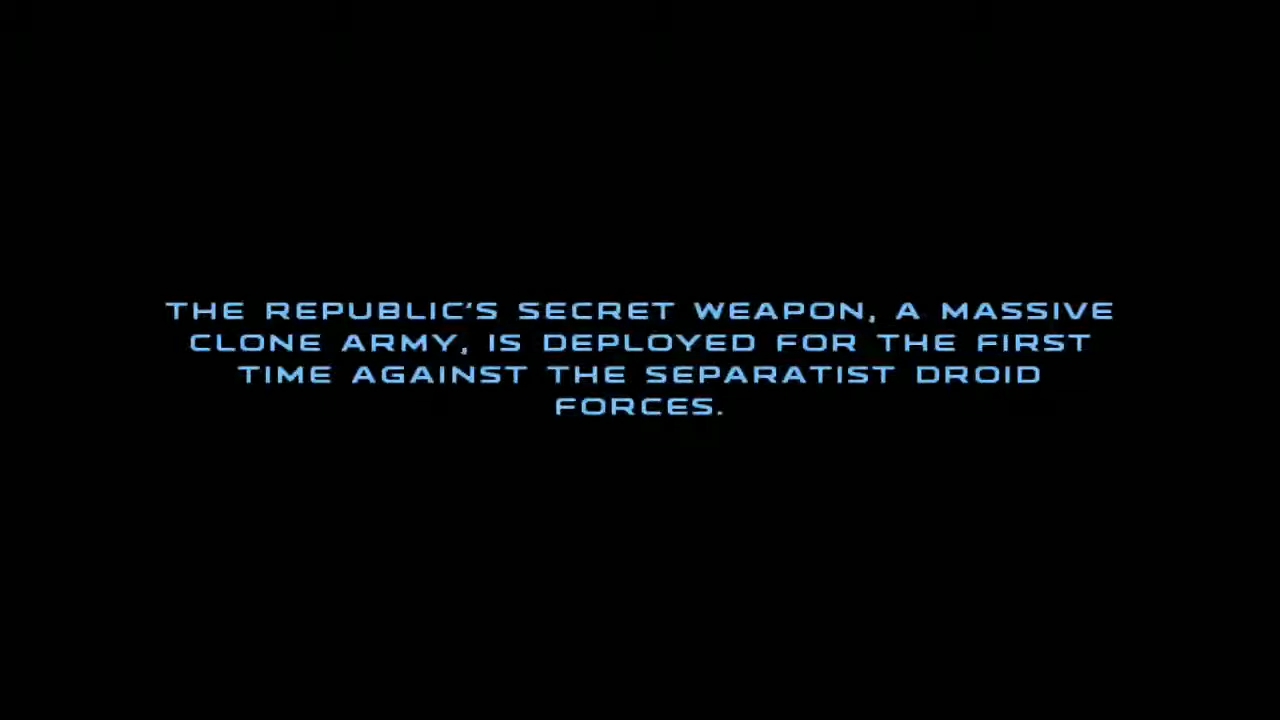 THE REPUBLIC'S SECRET WEAPON, A MASSIVE
CLONE ARMY, IS DEPLOYED FOR THE FIRST
TIME AGAINST THE SEPARATIST DROID
FORCES.